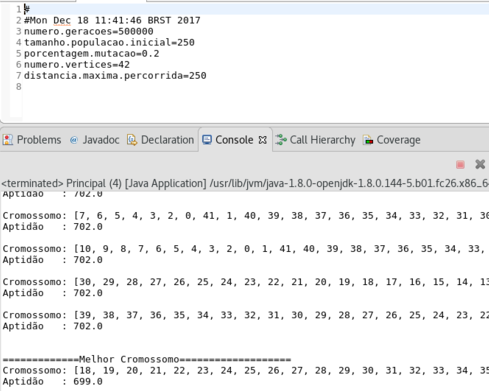 1 #
2 #Mon Dec 18 11:41:46 BRST 2017
3 numero.geracoes=500000
4 tamanho.populacao.inicial=250
5 porcentagem.mutacao=0.2
6 numero.vertices=42
7 distancia.maxima.percorrida=250
8
Problems Javadoc Declaration Console Call Hierarchy Coverage
<terminated> Principal (4) [Java Application] /usr/lib/jvm/java-1.8.0-openjdk-1.8.0.144-5.b01.fc26.x86_6
Aptidão : 702.0
Cromossomo: [7, 6, 5, 4, 3, 2, 0, 41, 1, 40, 39, 38, 37, 36, 35, 34, 33, 32, 31, 30
Aptidão : 702.0
Cromossomo: [10, 9, 8, 7, 6, 5, 4, 3, 2, 0, 1, 41, 40, 39, 38, 37, 36, 35, 34, 33,
Aptidão : 702.0
Cromossomo: [30, 29, 28, 27, 26, 25, 24, 23, 22, 21, 20, 19, 18, 17, 16, 15, 14, 13
Aptidão : 702.0
Cromossomo: [39, 38, 37, 36, 35, 34, 33, 32, 31, 30, 29, 28, 27, 26, 25, 24, 23, 22
Aptidão : 702.0
=============Melhor Cromossomo===================
Cromossomo: [18, 19, 20, 21, 22, 23, 24, 25, 26, 27, 28, 29, 30, 31, 32, 33, 34, 35
Aptidão : 699.0